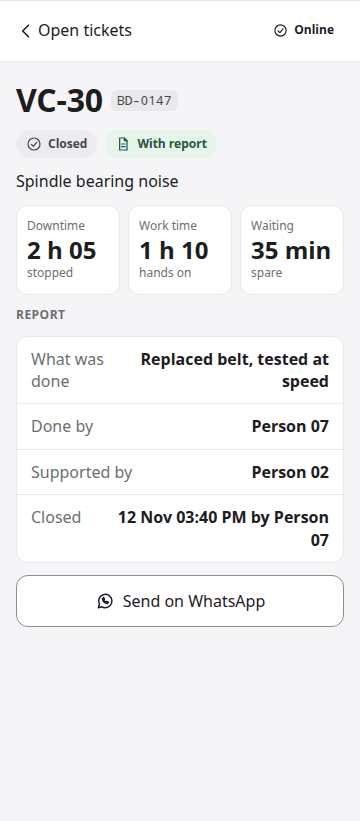 Open tickets
Online
VC-30 BD-0147
Closed
With report
Spindle bearing noise
Downtime
2 h 05
stopped
Work time
1 h 10
hands on
Waiting
35 min
spare
REPORT
What was done
Replaced belt, tested at speed
Done by
Person 07
Supported by
Person 02
Closed
12 Nov 03:40 PM by Person 07
Send on WhatsApp